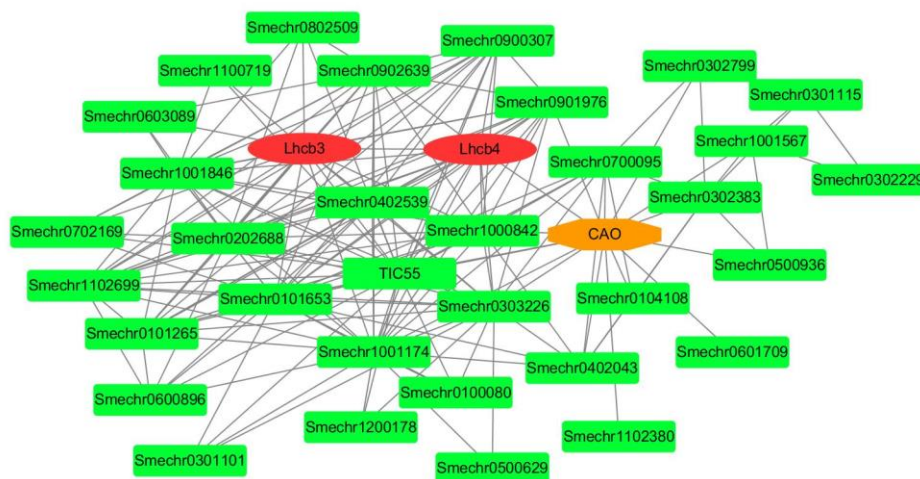 Smechr0802509
Smechr0900307
Smechr1100719
Smechr0902639
Smechr0302799
Smechr0301115
Smechr0603089
Smechr0901976
Smechr1001567
Lhcb3
Lhcb4
Smechr0700095
Smechr1001846
Smechr0302229
Smechr0402539
Smechr0302383
Smechr0702169
Smechr0202688
Smechr1000842
CAO
Smechr0500936
Smechr1102699
TIC55
Smechr0101653
Smechr0303226
Smechr0104108
Smechr0101265
Smechr1001174
Smechr0601709
Smechr0402043
Smechr0600896
Smechr0100080
Smechr1200178
Smechr1102380
Smechr0301101
Smechr0500629